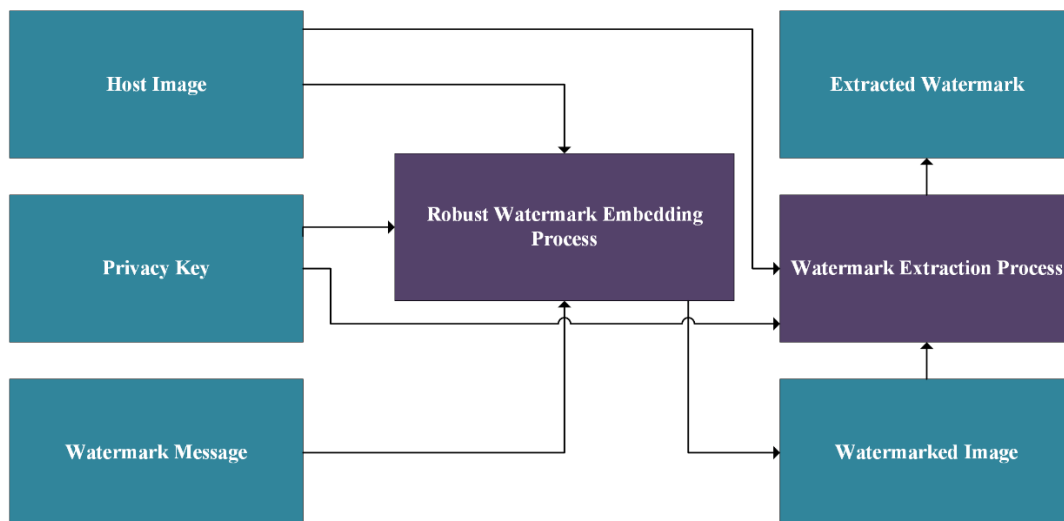 Host Image
Extracted Watermark
Robust Watermark Embedding
Process
Privacy Key
Watermark Extraction Process
Watermark Message
Watermarked Image